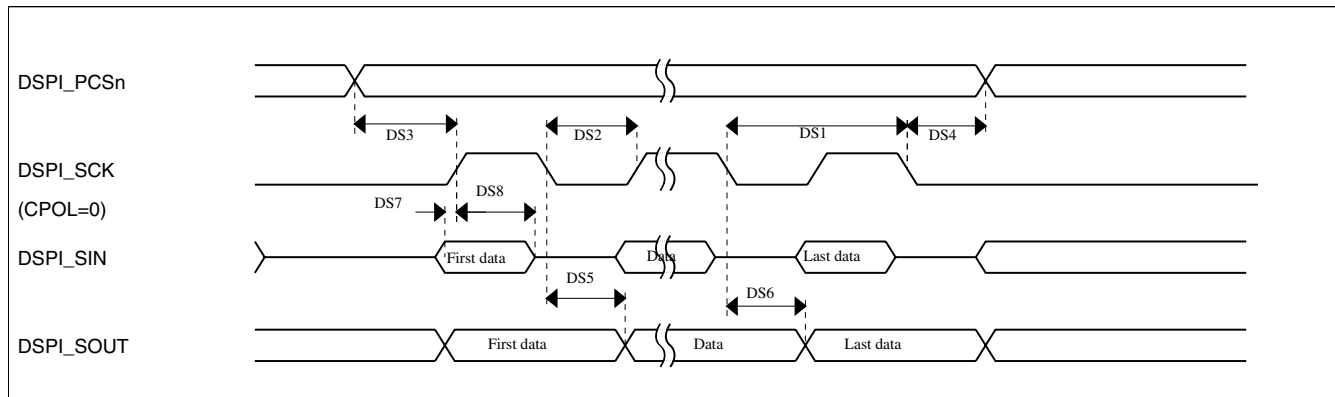 DSPI_PCSn
DS3
DS2
DS1
DS4
DSPI_SCK
(CPOL=0)
DS7
DS8
DSPI_SIN
First data
Data
Last data
DS5
DS6
DSPI_SOUT
First data
Data
Last data